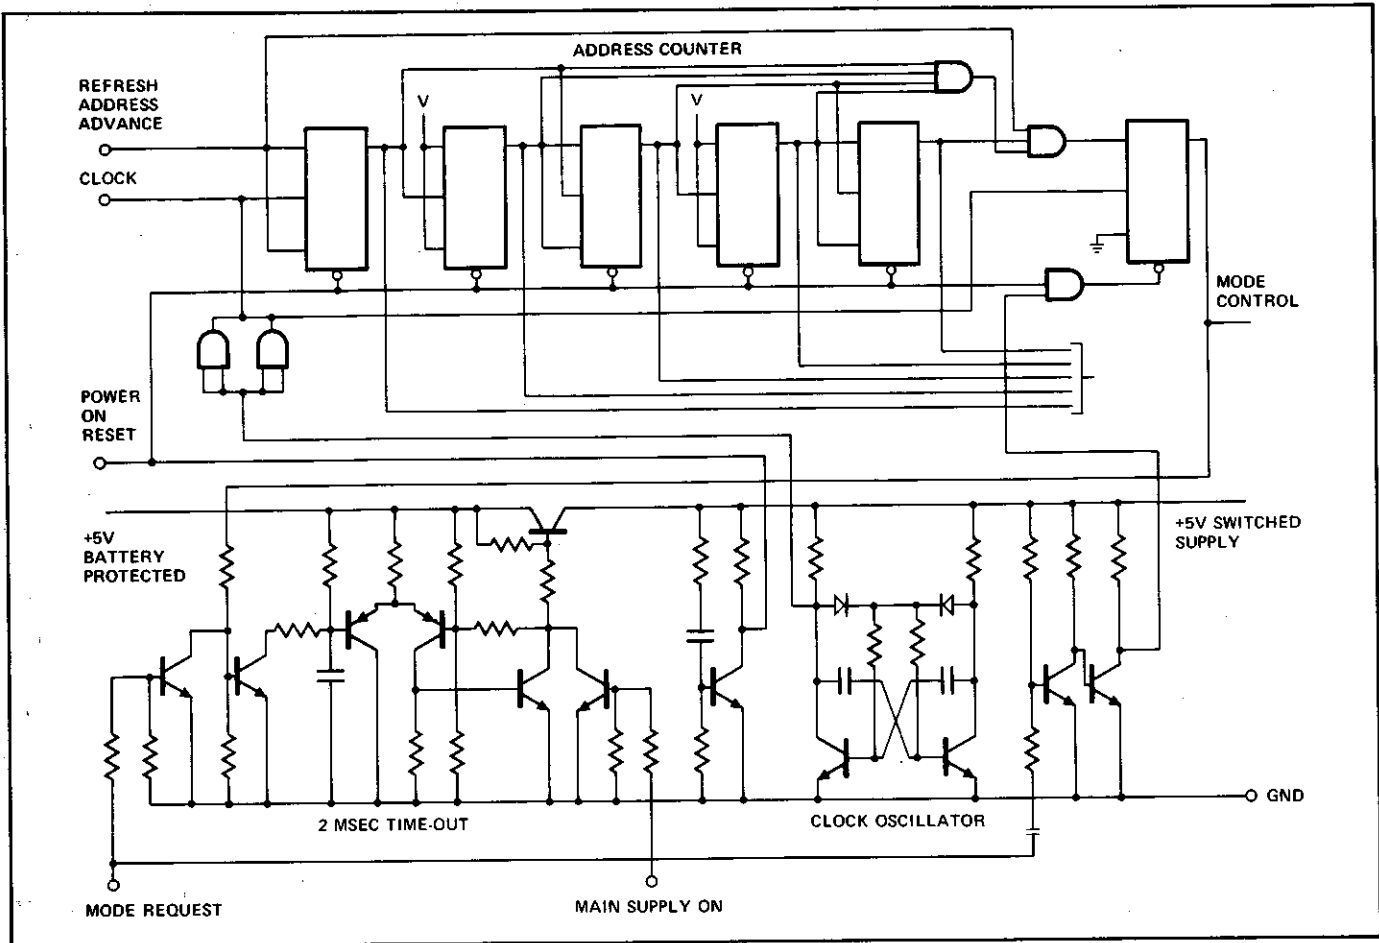 ADDRESS COUNTER
REFRESH
ADDRESS
ADVANCE
V
V
CLOCK
MODE
CONTROL
POWER
ON
RESET
+5V
BATTERY
PROTECTED
+5V SWITCHED
SUPPLY
2 MSEC TIME-OUT
CLOCK OSCILLATOR
GND
MODE REQUEST
MAIN SUPPLY ON